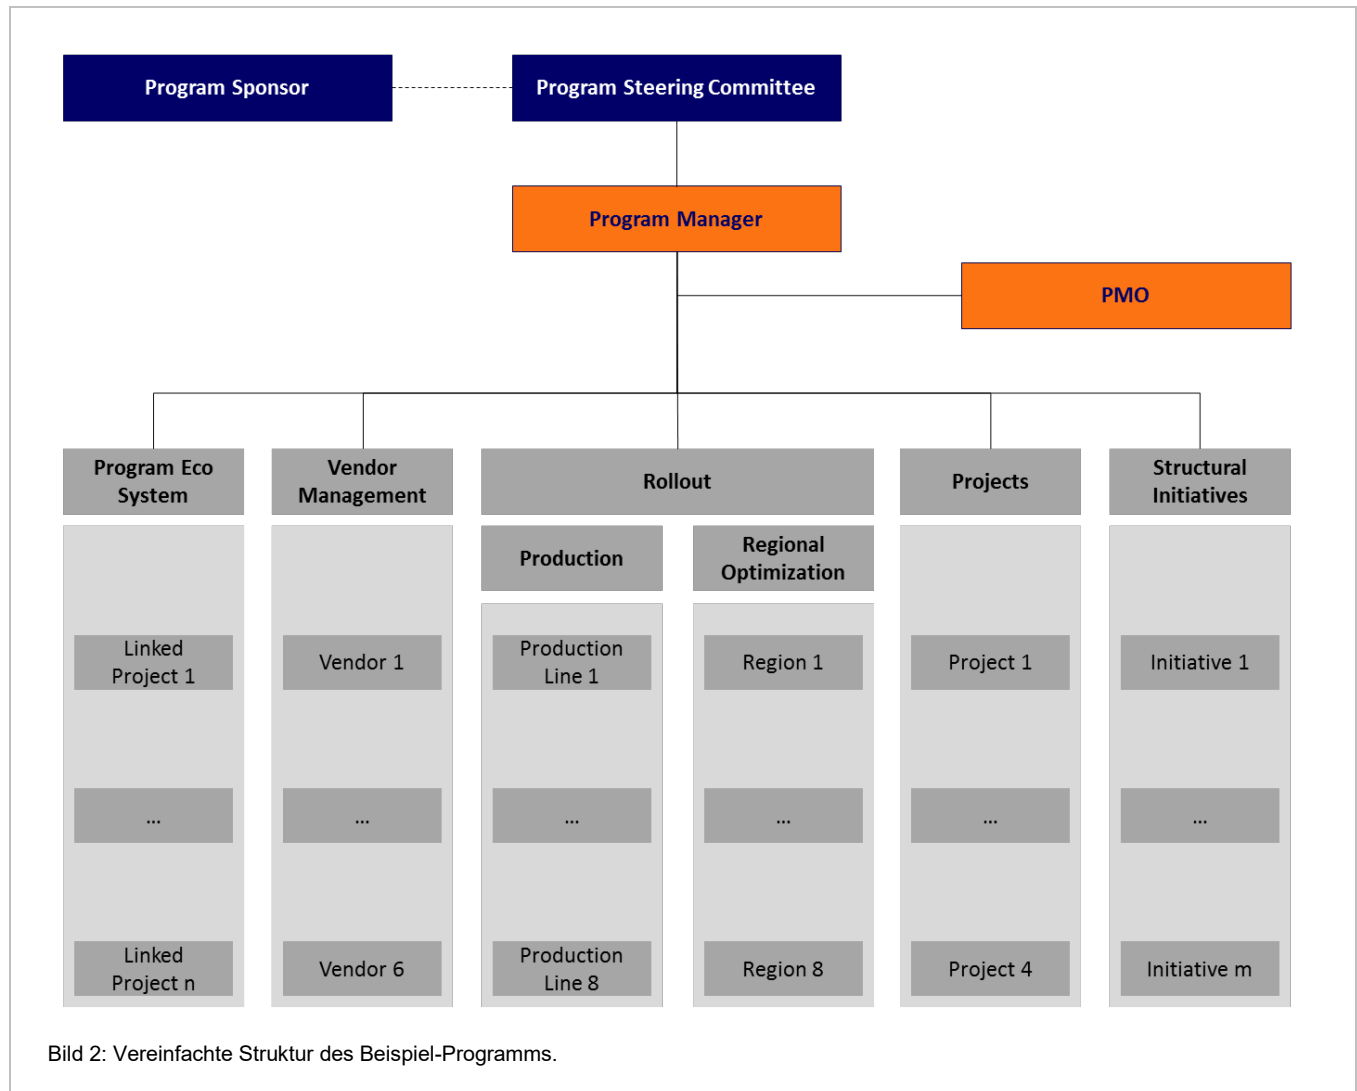 Program Sponsor
Program Steering Committee
Program Manager
PMO
Program Eco
System
Vendor
Management
Rollout
Projects
Structural
Initiatives
Production
Regional
Optimization
Linked
Project 1
Vendor 1
Production
Line 1
Region 1
Project 1
Initiative 1
...
...
...
...
...
...
Linked
Project n
Vendor 6
Production
Line 8
Region 8
Project 4
Initiative m
Bild 2: Vereinfachte Struktur des Beispiel-Programms.